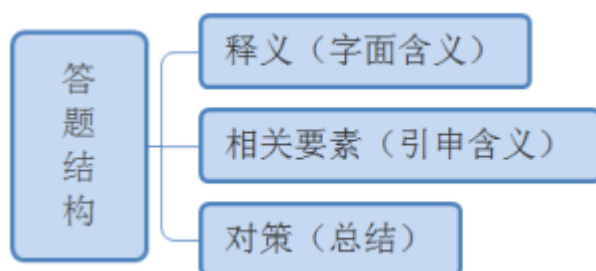 答题结构
释义（字面含义）
相关要素（引申含义）
对策（总结）